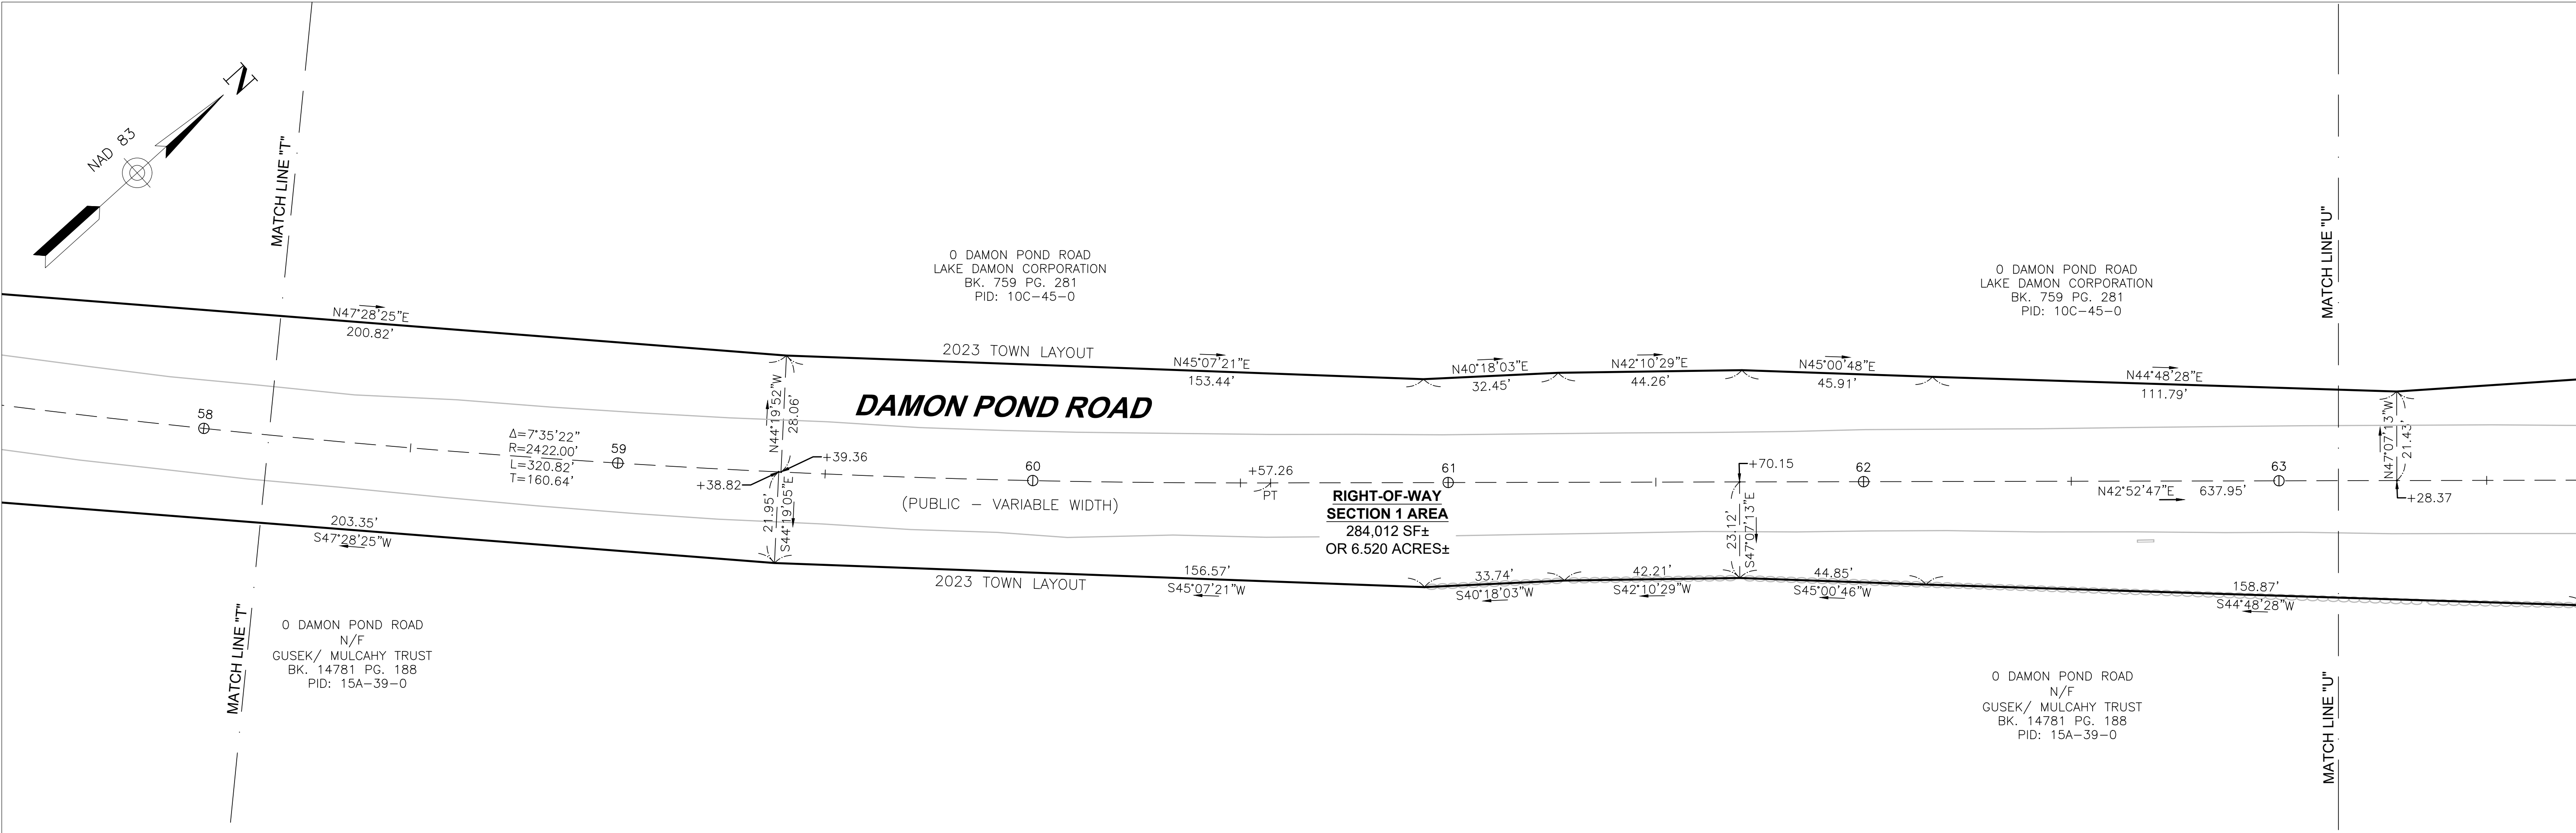 N
NAD 83
MATCH LINE "T"
MATCH LINE "U"
0 DAMON POND ROAD
LAKE DAMON CORPORATION
BK. 759 PG. 281
PID: 10C-45-0
0 DAMON POND ROAD
LAKE DAMON CORPORATION
BK. 759 PG. 281
PID: 10C-45-0
N47°28'25"E
200.82'
2023 TOWN LAYOUT
N45°07'21"E
153.44'
N40°18'03"E
32.45'
N42°10'29"E
44.26'
N45°00'48"E
45.91'
N44°48'28"E
111.79'
N44°19'52"W
28.06'
DAMON POND ROAD
N47°07'13"W
21.43'
58
Δ=7°35'22"
R=2422.00'
L=320.82'
T=160.64'
59
+39.36
+38.82
60
+57.26
PT
61
+70.15
62
N42°52'47"E 637.95'
63
+28.37
21.95'
S44°19'05"E
(PUBLIC - VARIABLE WIDTH)
RIGHT-OF-WAY
SECTION 1 AREA
284,012 SF±
OR 6.520 ACRES±
23.12'
S47°07'13"E
203.35'
S47°28'25"W
2023 TOWN LAYOUT
156.57'
S45°07'21"W
33.74'
S40°18'03"W
42.21'
S42°10'29"W
44.85'
S45°00'46"W
158.87'
S44°48'28"W
MATCH LINE "T"
0 DAMON POND ROAD
N/F
GUSEK/ MULCAHY TRUST
BK. 14781 PG. 188
PID: 15A-39-0
0 DAMON POND ROAD
N/F
GUSEK/ MULCAHY TRUST
BK. 14781 PG. 188
PID: 15A-39-0
MATCH LINE "U"